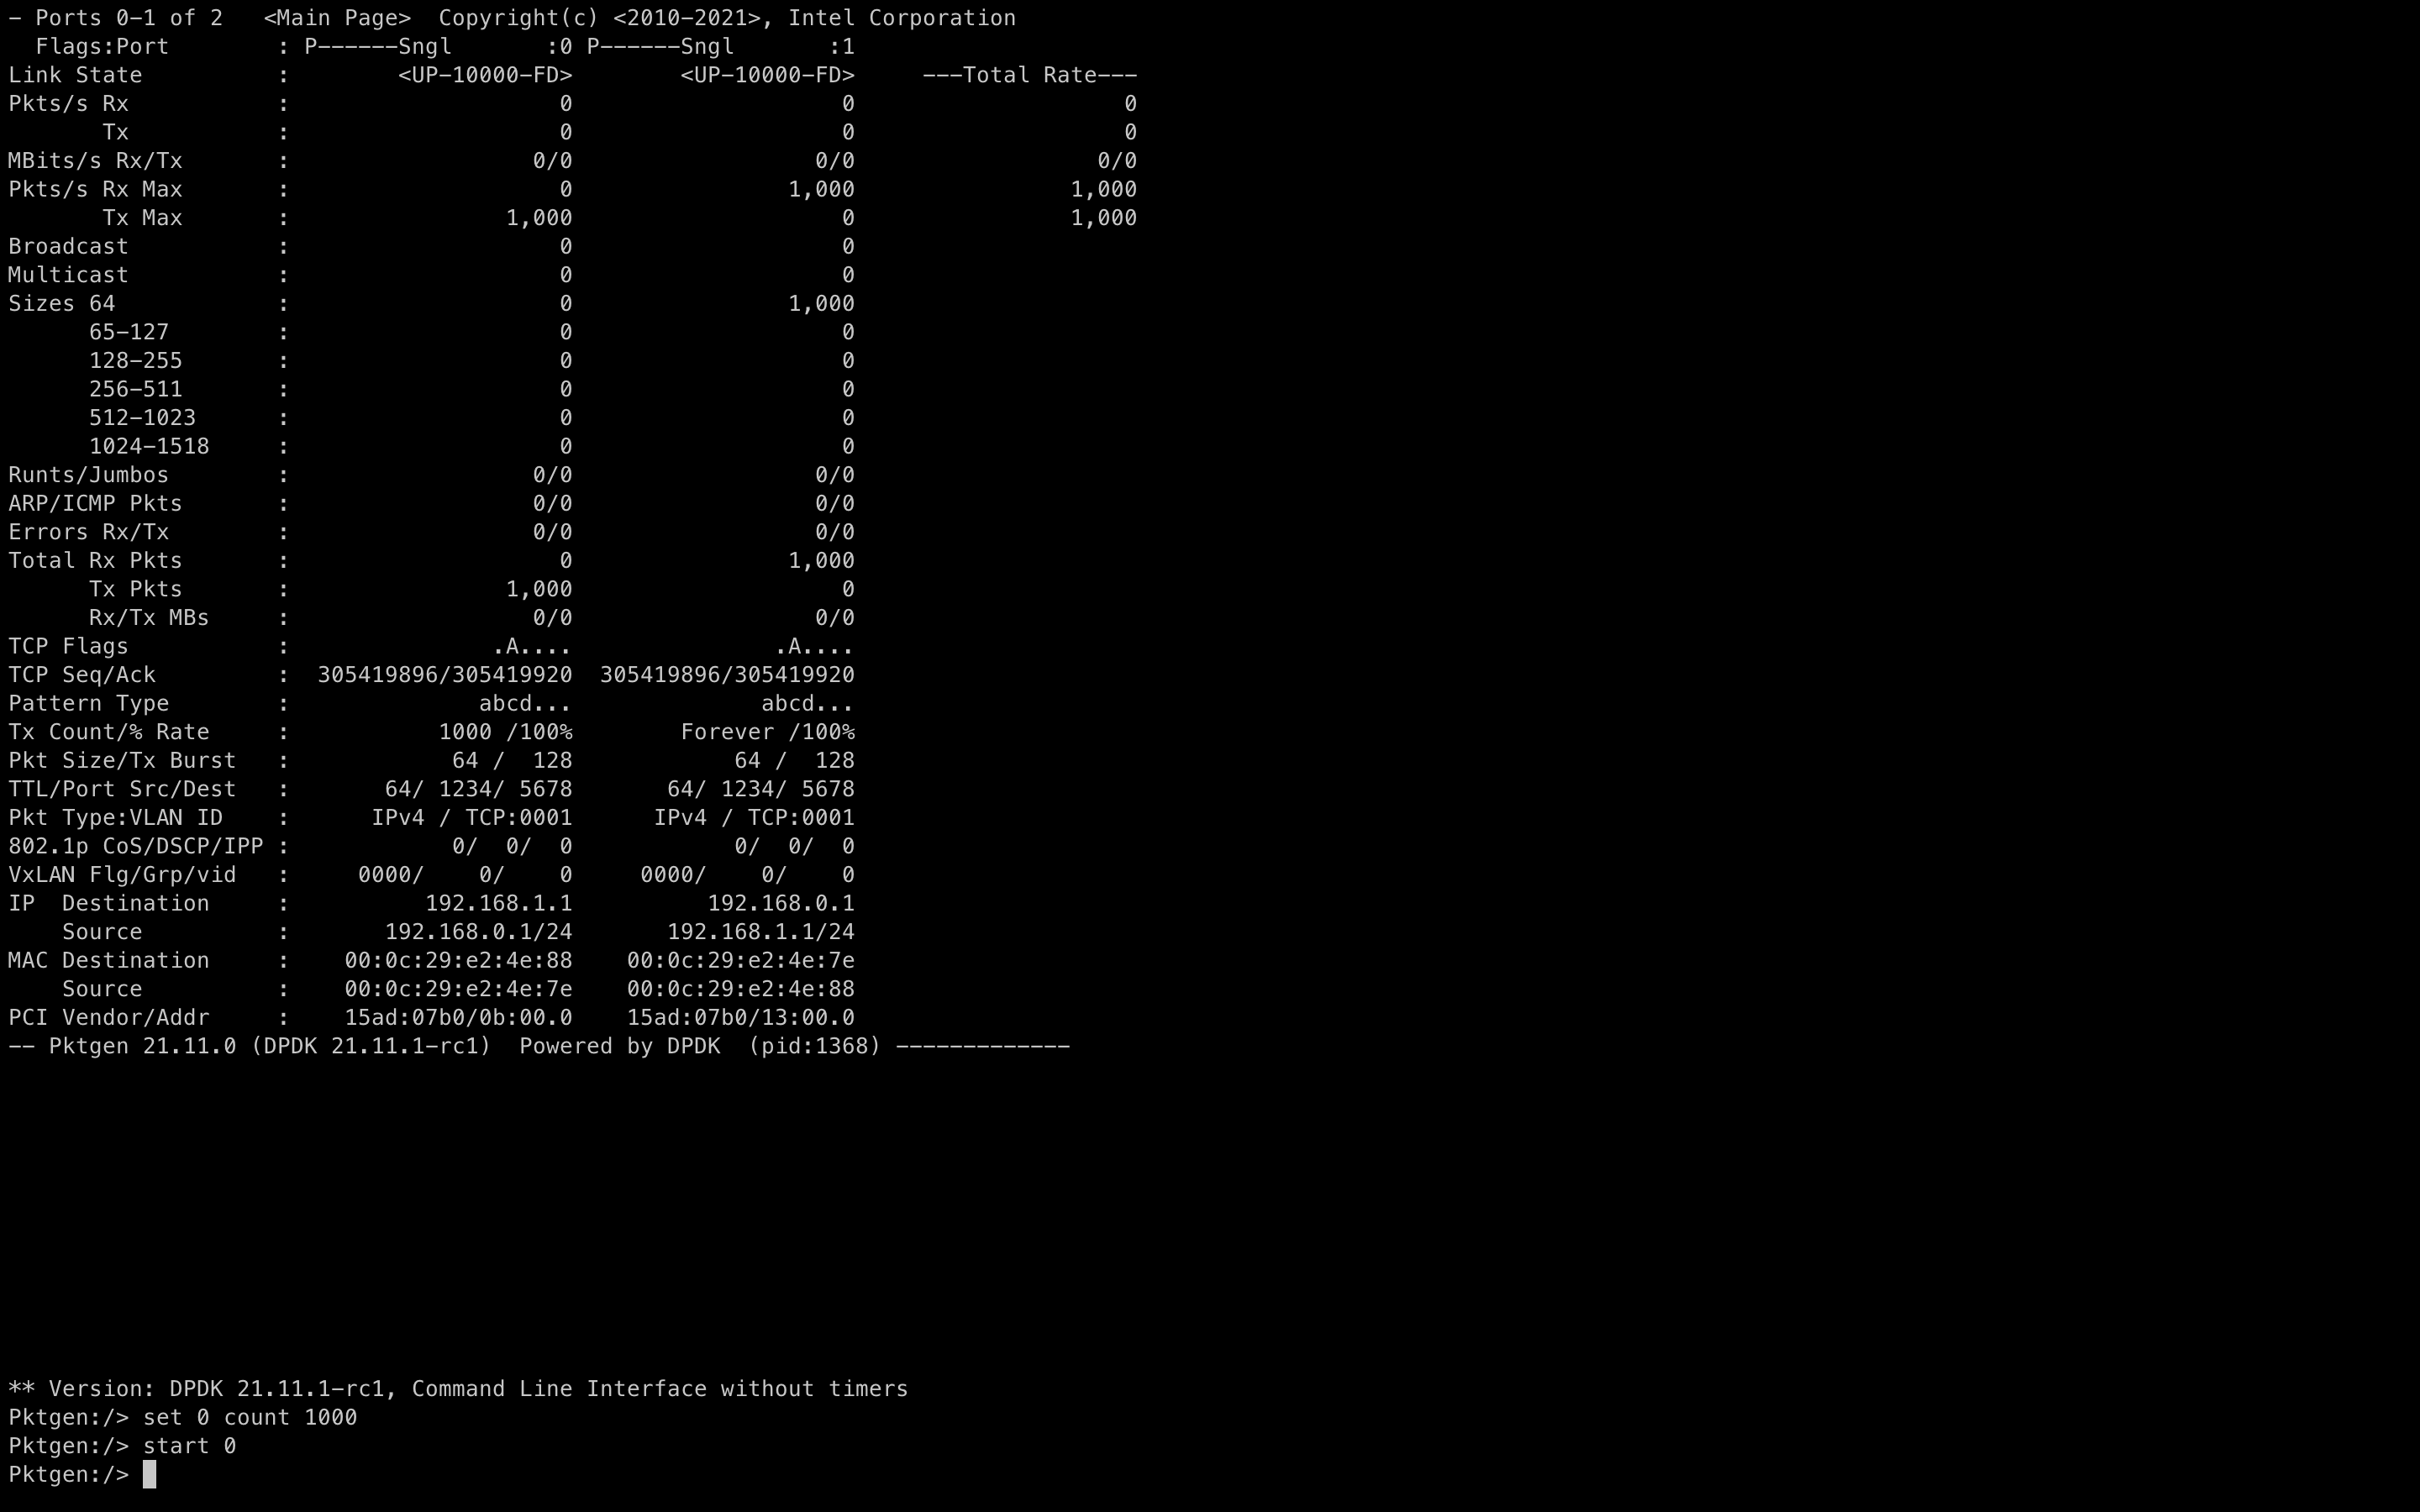 - Ports 0-1 of 2   <Main Page>  Copyright(c) <2010-2021>, Intel Corporation
  Flags:Port        : P------Sngl       :0 P------Sngl       :1
Link State          :        <UP-10000-FD>        <UP-10000-FD>     ---Total Rate---
Pkts/s Rx           :                    0                    0                    0
       Tx           :                    0                    0                    0
MBits/s Rx/Tx       :                  0/0                  0/0                  0/0
Pkts/s Rx Max       :                    0                1,000                1,000
       Tx Max       :                1,000                    0                1,000
Broadcast           :                    0                    0
Multicast           :                    0                    0
Sizes 64            :                    0                1,000
      65-127        :                    0                    0
      128-255       :                    0                    0
      256-511       :                    0                    0
      512-1023      :                    0                    0
      1024-1518     :                    0                    0
Runts/Jumbos        :                  0/0                  0/0
ARP/ICMP Pkts       :                  0/0                  0/0
Errors Rx/Tx        :                  0/0                  0/0
Total Rx Pkts       :                    0                1,000
      Tx Pkts       :                1,000                    0
      Rx/Tx MBs     :                  0/0                  0/0
TCP Flags           :               .A....               .A....
TCP Seq/Ack         :  305419896/305419920  305419896/305419920
Pattern Type        :              abcd...              abcd...
Tx Count/% Rate     :           1000 /100%        Forever /100%
Pkt Size/Tx Burst   :            64 /  128            64 /  128
TTL/Port Src/Dest   :       64/ 1234/ 5678       64/ 1234/ 5678
Pkt Type:VLAN ID    :      IPv4 / TCP:0001      IPv4 / TCP:0001
802.1p CoS/DSCP/IPP :            0/  0/  0            0/  0/  0
VxLAN Flg/Grp/vid   :     0000/    0/    0     0000/    0/    0
IP  Destination     :          192.168.1.1          192.168.0.1
    Source          :       192.168.0.1/24       192.168.1.1/24
MAC Destination     :    00:0c:29:e2:4e:88    00:0c:29:e2:4e:7e
    Source          :    00:0c:29:e2:4e:7e    00:0c:29:e2:4e:88
PCI Vendor/Addr     :    15ad:07b0/0b:00.0    15ad:07b0/13:00.0
-- Pktgen 21.11.0 (DPDK 21.11.1-rc1)  Powered by DPDK  (pid:1368) -------------
** Version: DPDK 21.11.1-rc1, Command Line Interface without timers
Pktgen:/> set 0 count 1000
Pktgen:/> start 0
Pktgen:/>